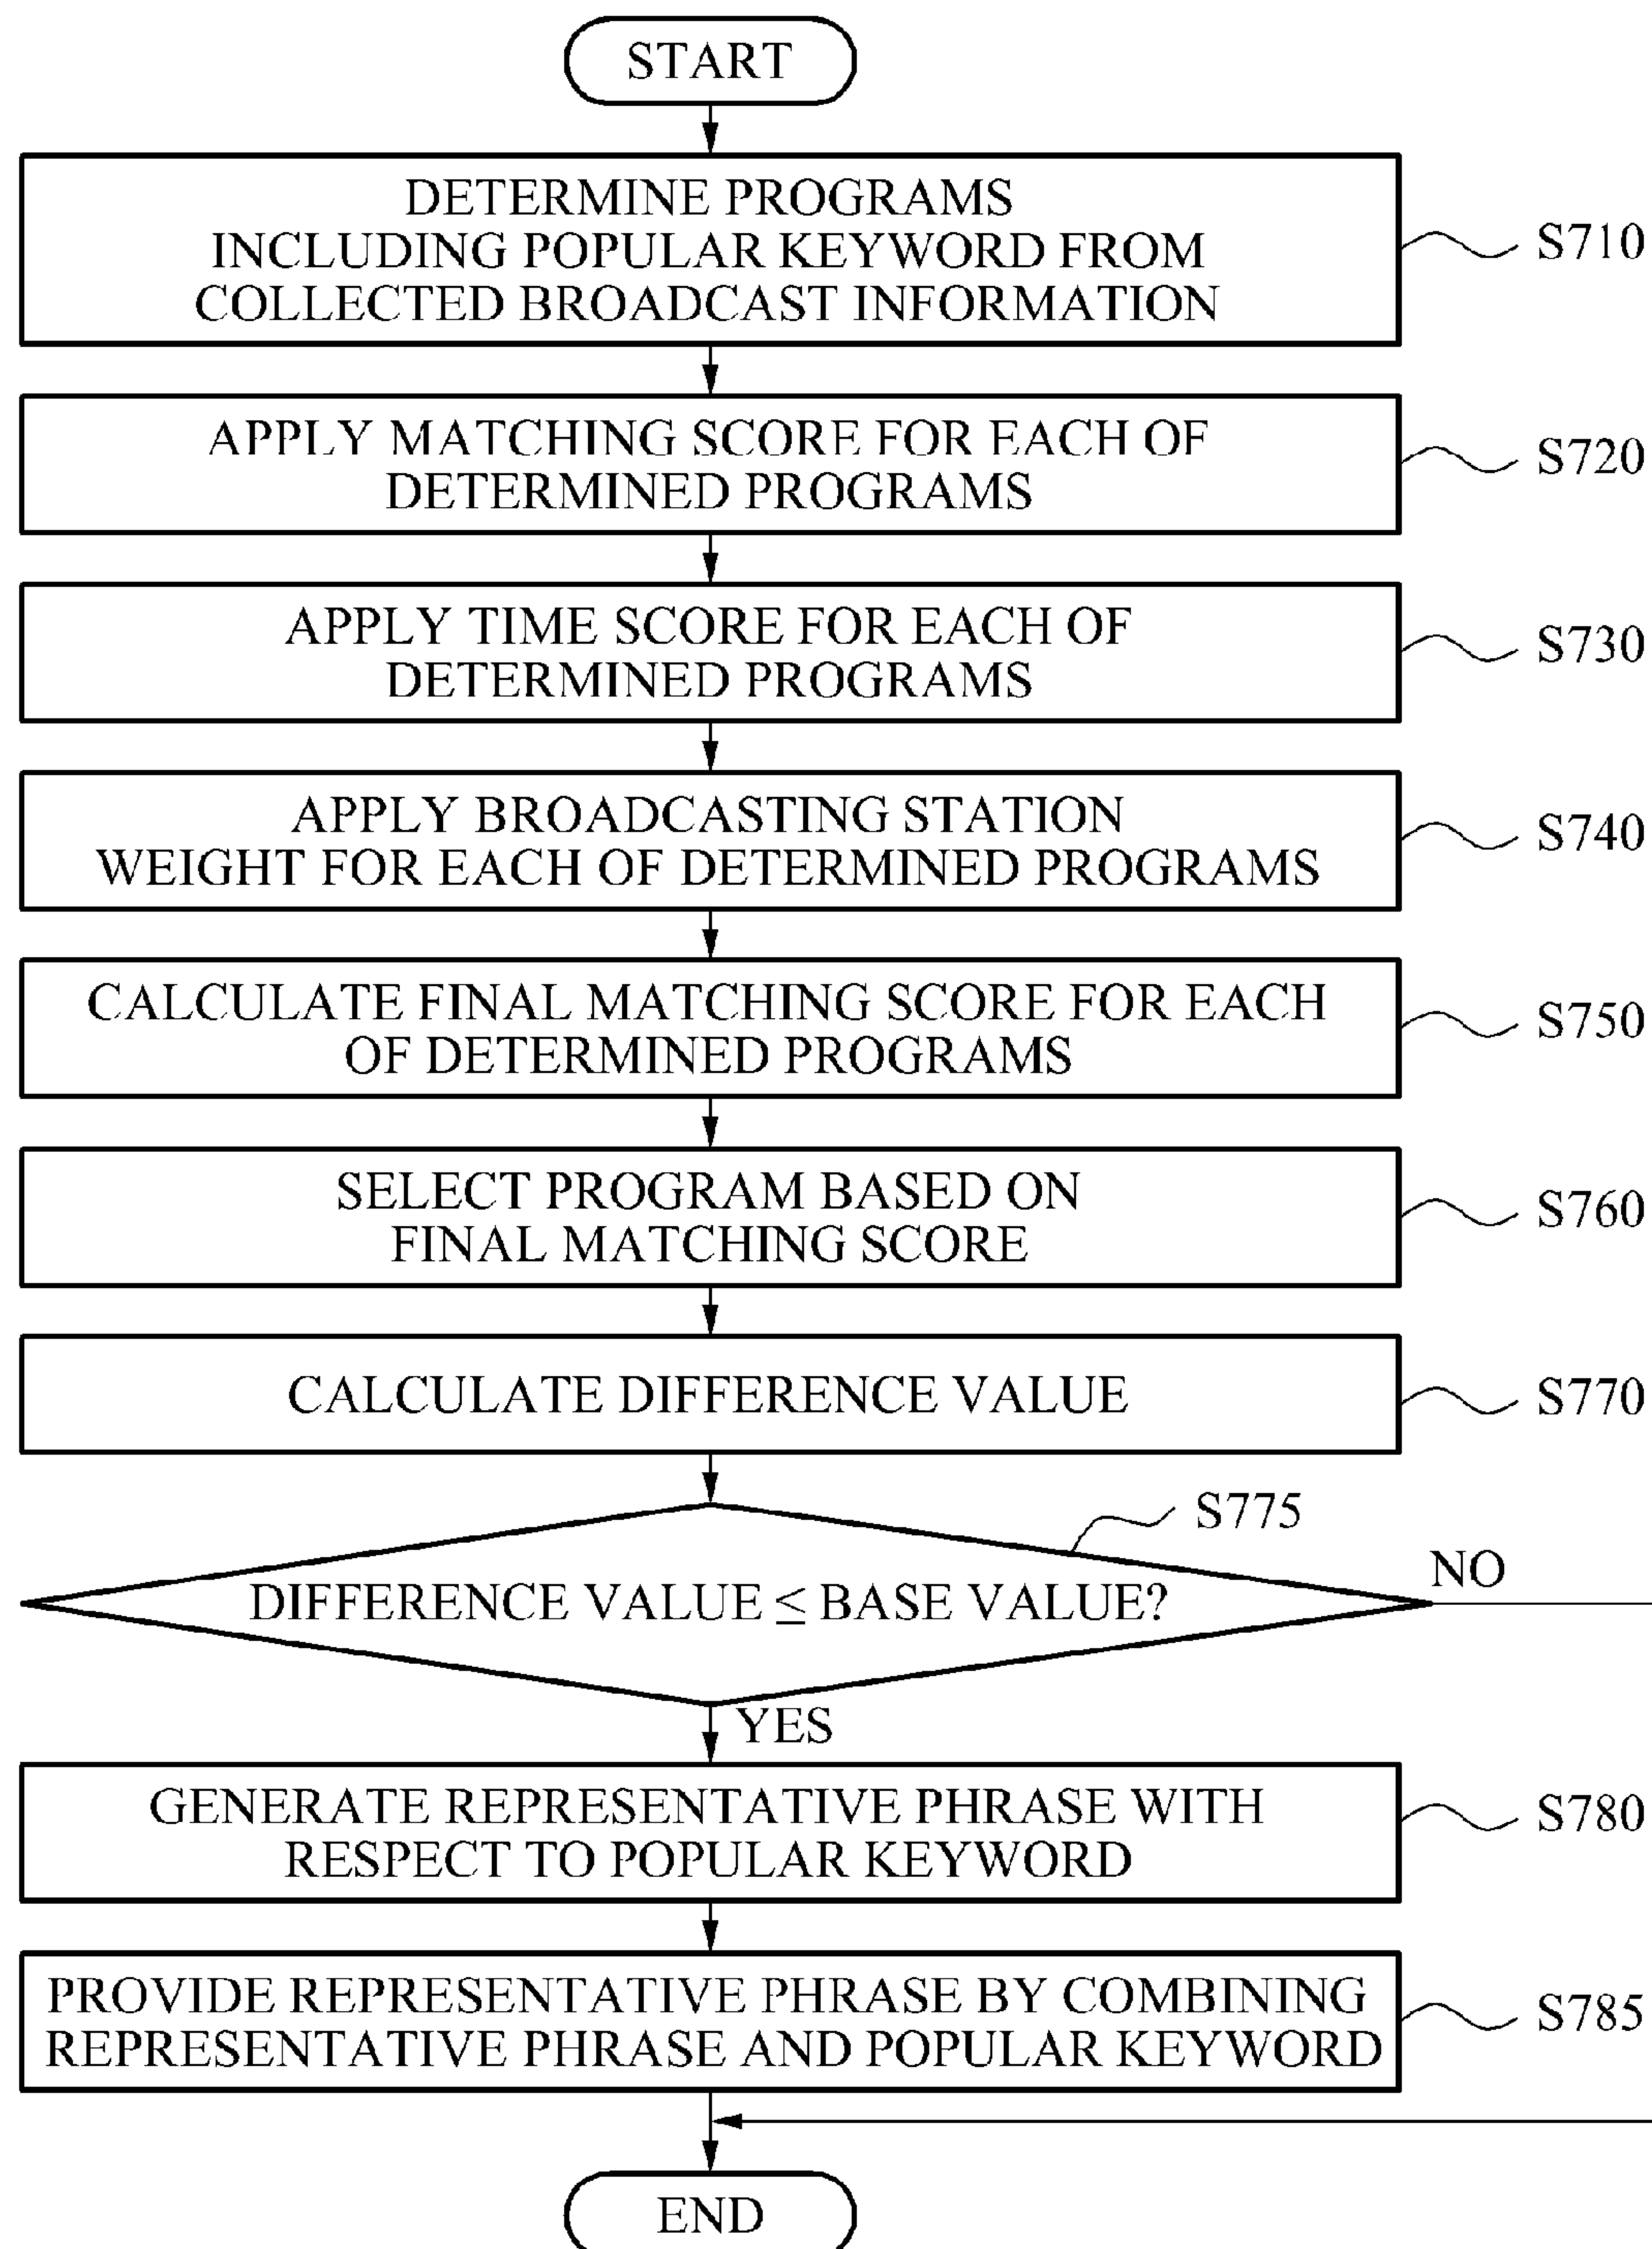 START
DETERMINE PROGRAMS
INCLUDING POPULAR KEYWORD FROM
COLLECTED BROADCAST INFORMATION
S710
APPLY MATCHING SCORE FOR EACH OF
DETERMINED PROGRAMS
S720
APPLY TIME SCORE FOR EACH OF
DETERMINED PROGRAMS
S730
APPLY BROADCASTING STATION
WEIGHT FOR EACH OF DETERMINED PROGRAMS
S740
CALCULATE FINAL MATCHING SCORE FOR EACH
OF DETERMINED PROGRAMS
S750
SELECT PROGRAM BASED ON
FINAL MATCHING SCORE
S760
CALCULATE DIFFERENCE VALUE
S770
S775
DIFFERENCE VALUE ≤ BASE VALUE?
NO
YES
GENERATE REPRESENTATIVE PHRASE WITH
RESPECT TO POPULAR KEYWORD
S780
PROVIDE REPRESENTATIVE PHRASE BY COMBINING
REPRESENTATIVE PHRASE AND POPULAR KEYWORD
S785
END